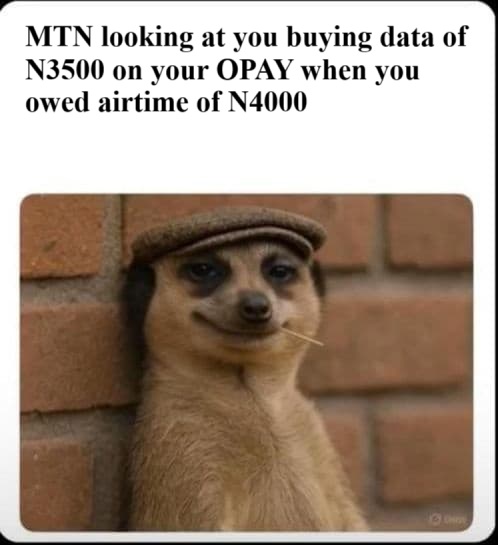 MTN looking at you buying data of
N3500 on your OPAY when you
owed airtime of N4000